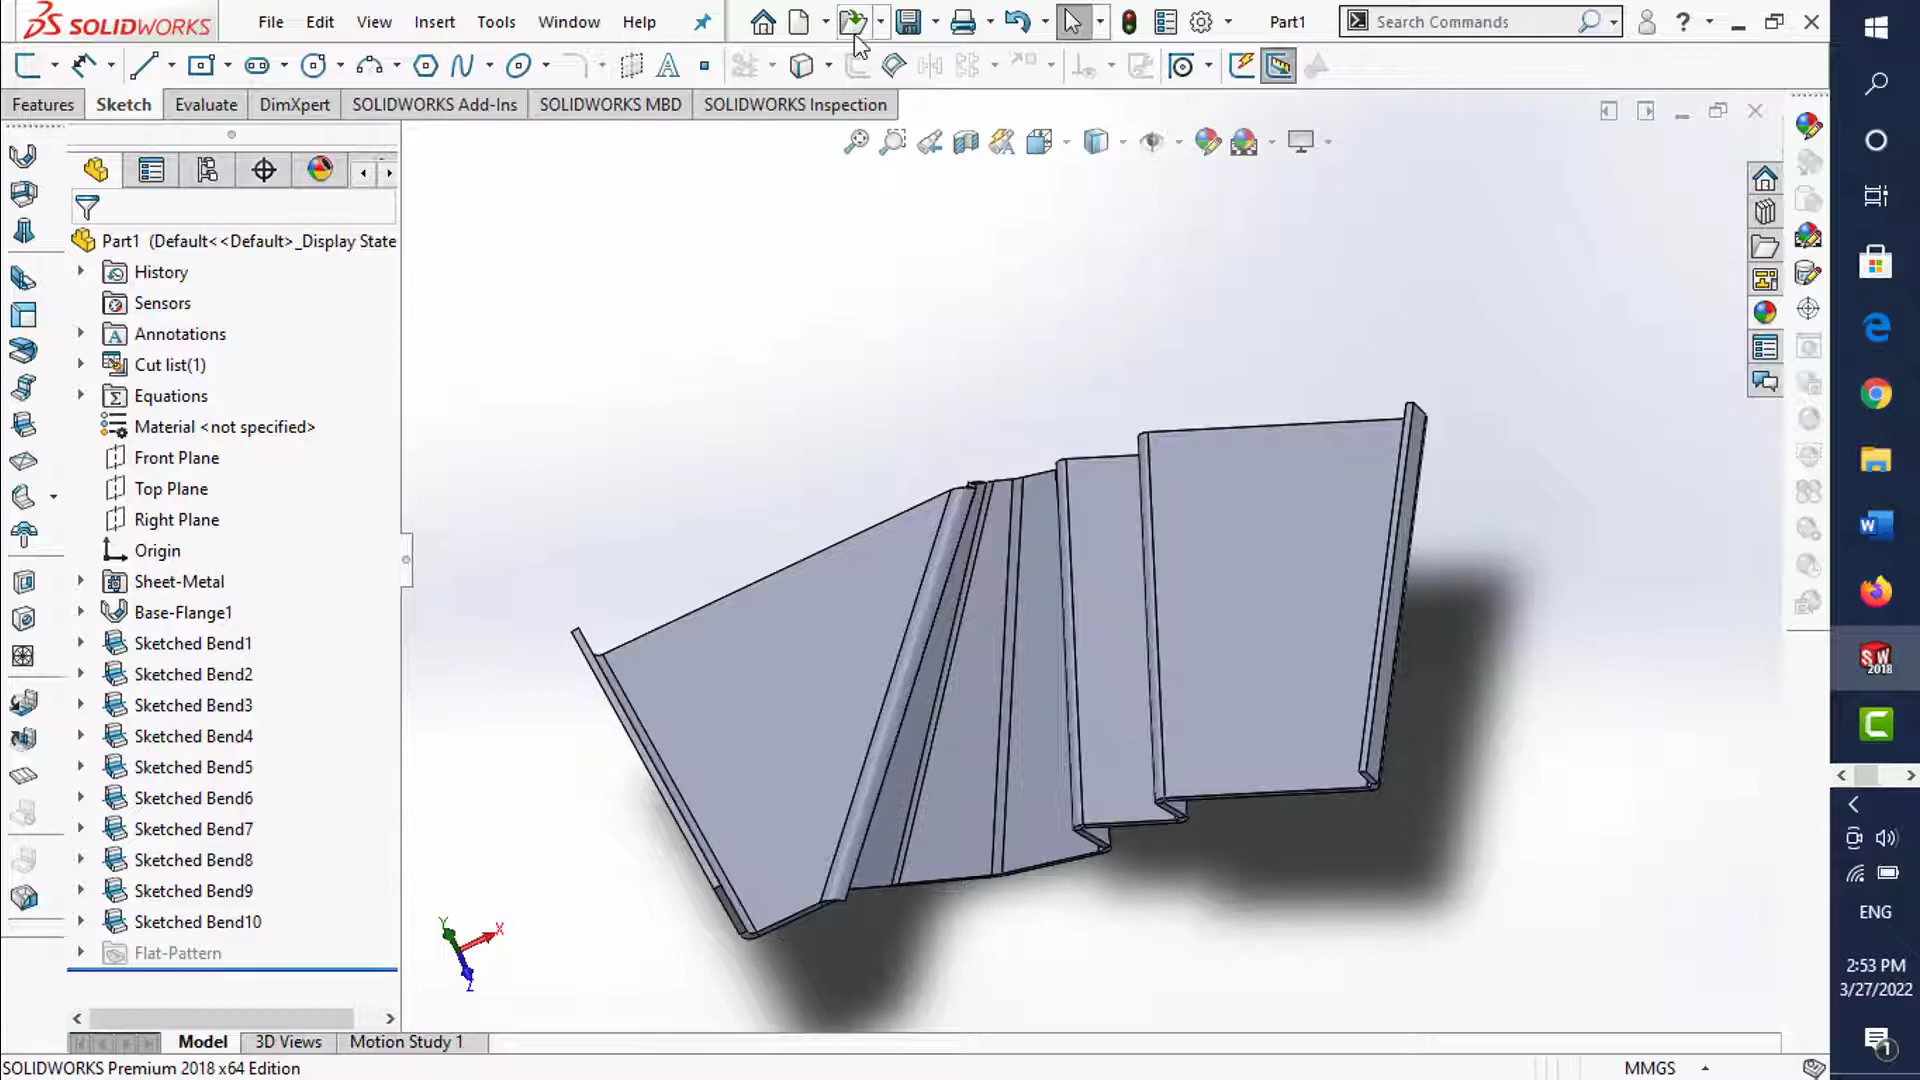 SOLIDWORKS File Edit View Insert Tools Window Help Part1 Search Commands ?
Features Sketch Evaluate DimXpert SOLIDWORKS Add-Ins SOLIDWORKS MBD SOLIDWORKS Inspection
Part1 (Default<<Default>_Display State
History
Sensors
Annotations
Cut list(1)
Equations
Material <not specified>
Front Plane
Top Plane
Right Plane
Origin
Sheet-Metal
Base-Flange1
Sketched Bend1
Sketched Bend2
Sketched Bend3
Sketched Bend4
Sketched Bend5
Sketched Bend6
Sketched Bend7
Sketched Bend8
Sketched Bend9
Sketched Bend10
Flat-Pattern
Y
X
Z
Model 3D Views Motion Study 1
SOLIDWORKS Premium 2018 x64 Edition MMGS
SW
2018
ENG
2:53 PM
3/27/2022
1